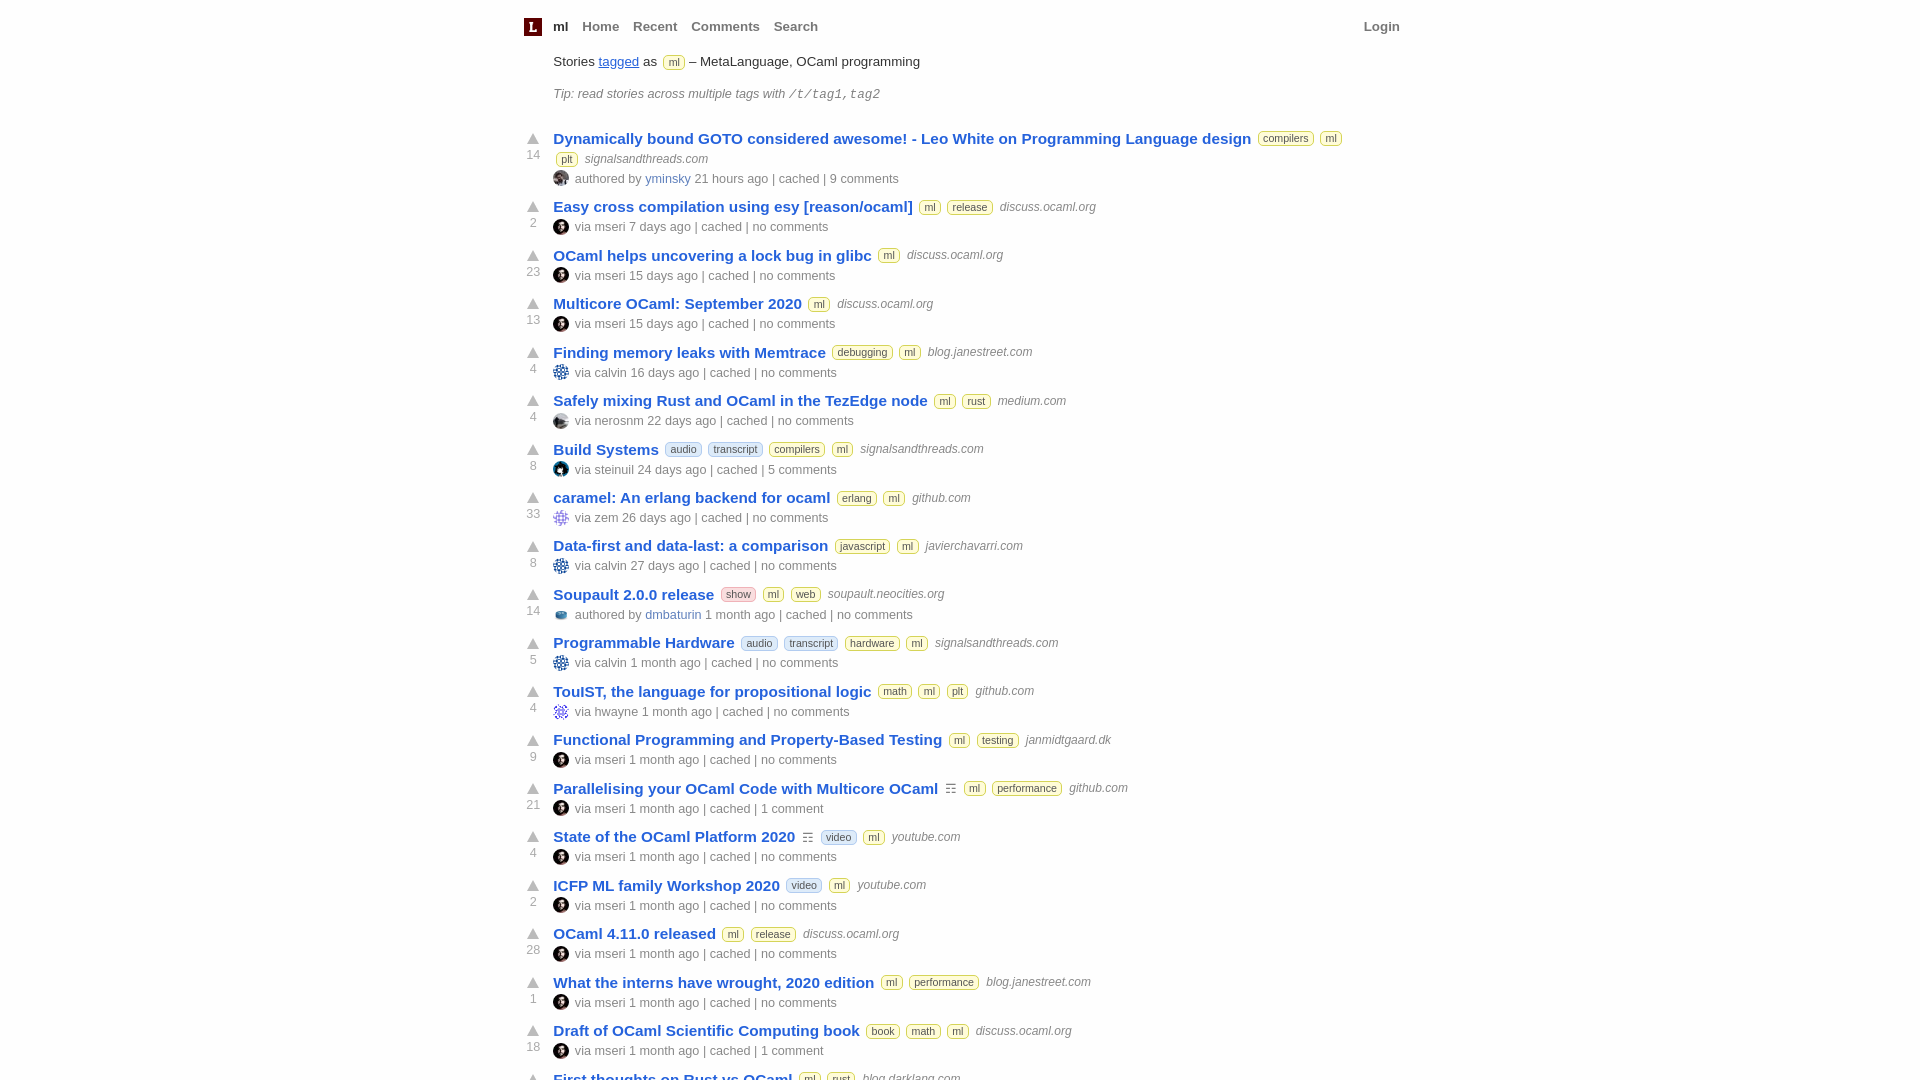 L ml Home Recent Comments Search Login
Stories tagged as ml – MetaLanguage, OCaml programming
Tip: read stories across multiple tags with /t/tag1,tag2
Dynamically bound GOTO considered awesome! - Leo White on Programming Language design compilers ml
14
plt signalsandthreads.com
authored by yminsky 21 hours ago | cached | 9 comments
Easy cross compilation using esy [reason/ocaml] ml release discuss.ocaml.org
2
via mseri 7 days ago | cached | no comments
OCaml helps uncovering a lock bug in glibc ml discuss.ocaml.org
23
via mseri 15 days ago | cached | no comments
Multicore OCaml: September 2020 ml discuss.ocaml.org
13
via mseri 15 days ago | cached | no comments
Finding memory leaks with Memtrace debugging ml blog.janestreet.com
4
via calvin 16 days ago | cached | no comments
Safely mixing Rust and OCaml in the TezEdge node ml rust medium.com
4
via nerosnm 22 days ago | cached | no comments
Build Systems audio transcript compilers ml signalsandthreads.com
8
via steinuil 24 days ago | cached | 5 comments
caramel: An erlang backend for ocaml erlang ml github.com
33
via zem 26 days ago | cached | no comments
Data-first and data-last: a comparison javascript ml javierchavarri.com
8
via calvin 27 days ago | cached | no comments
Soupault 2.0.0 release show ml web soupault.neocities.org
14
authored by dmbaturin 1 month ago | cached | no comments
Programmable Hardware audio transcript hardware ml signalsandthreads.com
5
via calvin 1 month ago | cached | no comments
TouIST, the language for propositional logic math ml plt github.com
4
via hwayne 1 month ago | cached | no comments
Functional Programming and Property-Based Testing ml testing janmidtgaard.dk
9
via mseri 1 month ago | cached | no comments
Parallelising your OCaml Code with Multicore OCaml ☶ ml performance github.com
21
via mseri 1 month ago | cached | 1 comment
State of the OCaml Platform 2020 ☶ video ml youtube.com
4
via mseri 1 month ago | cached | no comments
ICFP ML family Workshop 2020 video ml youtube.com
2
via mseri 1 month ago | cached | no comments
OCaml 4.11.0 released ml release discuss.ocaml.org
28
via mseri 1 month ago | cached | no comments
What the interns have wrought, 2020 edition ml performance blog.janestreet.com
1
via mseri 1 month ago | cached | no comments
Draft of OCaml Scientific Computing book book math ml discuss.ocaml.org
18
via mseri 1 month ago | cached | 1 comment
First thoughts on Rust vs OCaml ml rust blog.darklang.com